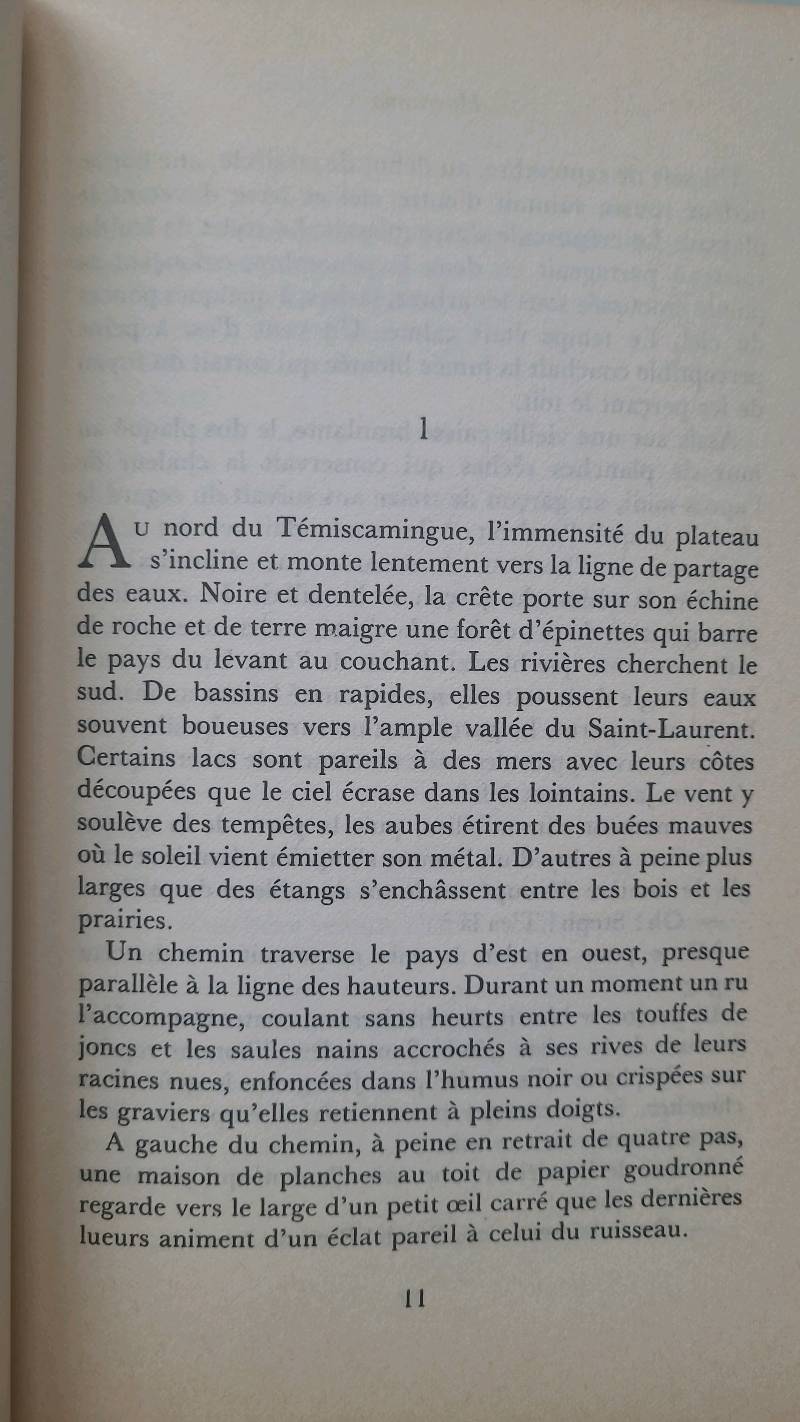 1
AU nord du Témiscamingue, l'immensité du plateau
s'incline et monte lentement vers la ligne de partage
des eaux. Noire et dentelée, la crête porte sur son échine
de roche et de terre maigre une forêt d'épinettes qui barre
le pays du levant au couchant. Les rivières cherchent le
sud. De bassins en rapides, elles poussent leurs eaux
souvent boueuses vers l'ample vallée du Saint-Laurent.
Certains lacs sont pareils à des mers avec leurs côtes
découpées que le ciel écrase dans les lointains. Le vent y
soulève des tempêtes, les aubes étirent des buées mauves
où le soleil vient émietter son métal. D'autres à peine plus
larges que des étangs s'enchâssent entre les bois et les
prairies.
Un chemin traverse le pays d'est en ouest, presque
parallèle à la ligne des hauteurs. Durant un moment un ru
l'accompagne, coulant sans heurts entre les touffes de
joncs et les saules nains accrochés à ses rives de leurs
racines nues, enfoncées dans l'humus noir ou crispées sur
les graviers qu'elles retiennent à pleins doigts.
A gauche du chemin, à peine en retrait de quatre pas,
une maison de planches au toit de papier goudronné
regarde vers le large d'un petit œil carré que les dernières
lueurs animent d'un éclat pareil à celui du ruisseau.
11